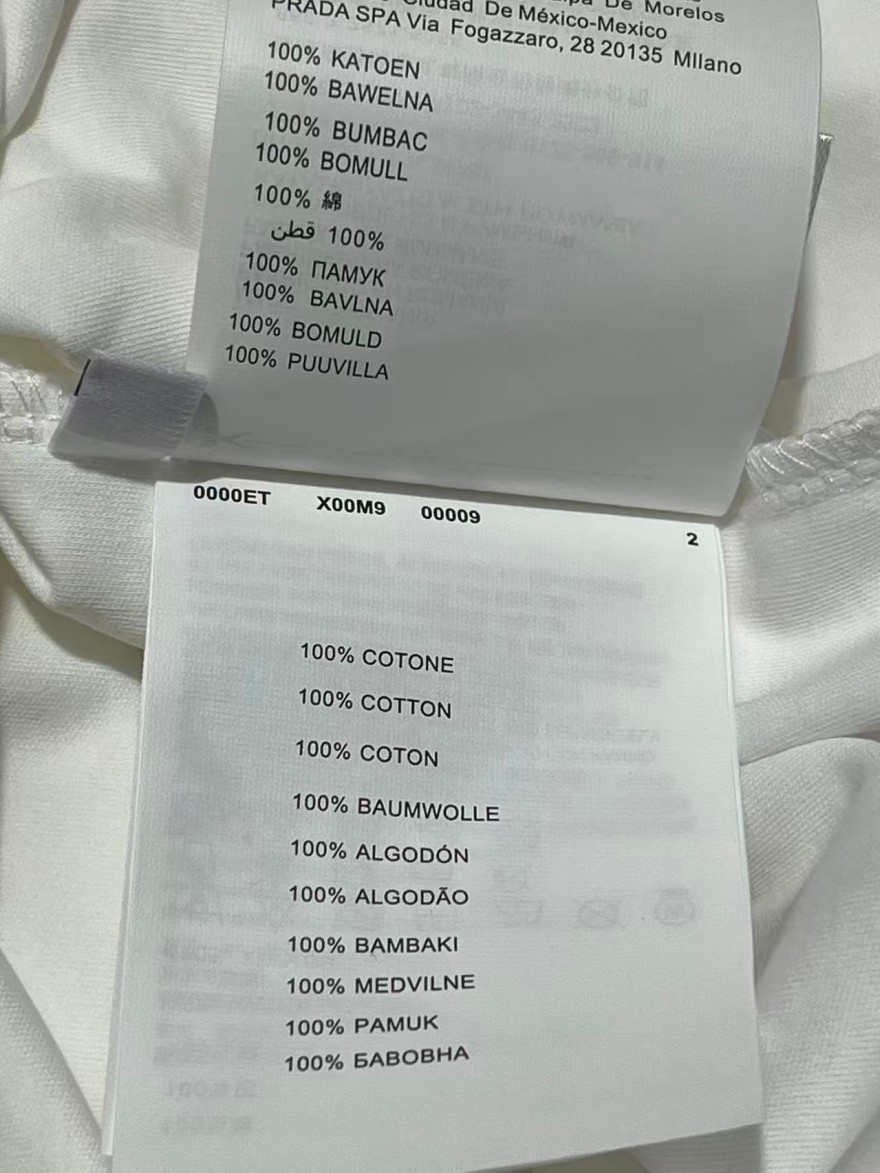 De Morelos
Ciudad De México-Mexico
PRADA SPA Via Fogazzaro, 28 20135 MIlano
100% KATOEN
100% BAWELNA
100% BUMBAC
100% BOMULL
100% 綿
100% قطن
100% ПАМУК
100% BAVLNA
100% BOMULD
100% PUUVILLA
0000ET X00M9 00009
2
100% COTONE
100% COTTON
100% COTON
100% BAUMWOLLE
100% ALGODÓN
100% ALGODÃO
100% BAMBAKI
100% MEDVILNE
100% PAMUK
100% БАВОВНА